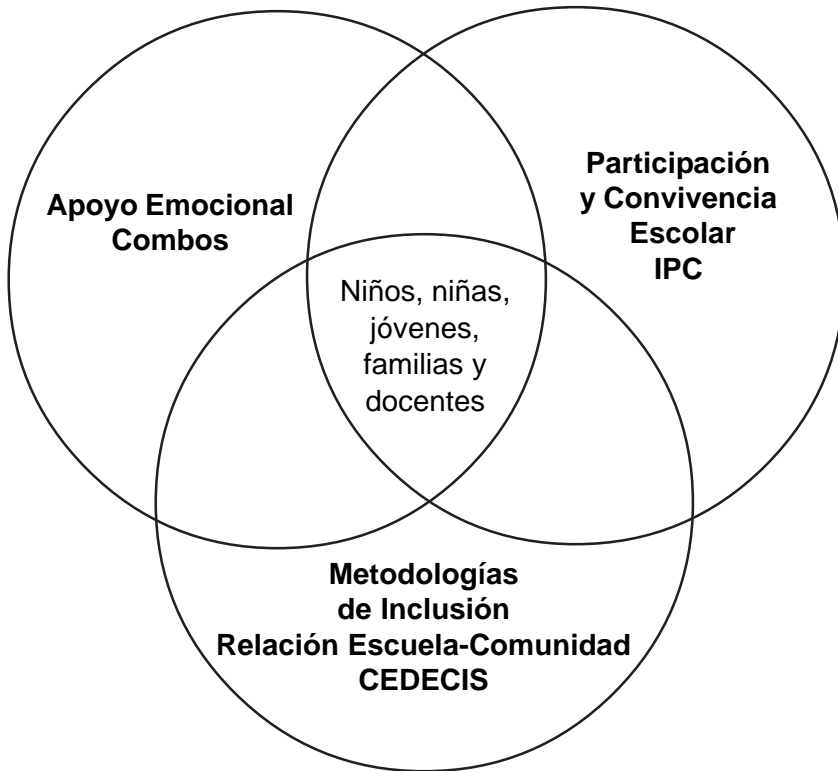 Apoyo Emocional
Combos
Participación
y Convivencia
Escolar
IPC
Niños, niñas,
jóvenes,
familias y
docentes
Metodologías
de Inclusión
Relación Escuela-Comunidad
CEDECIS